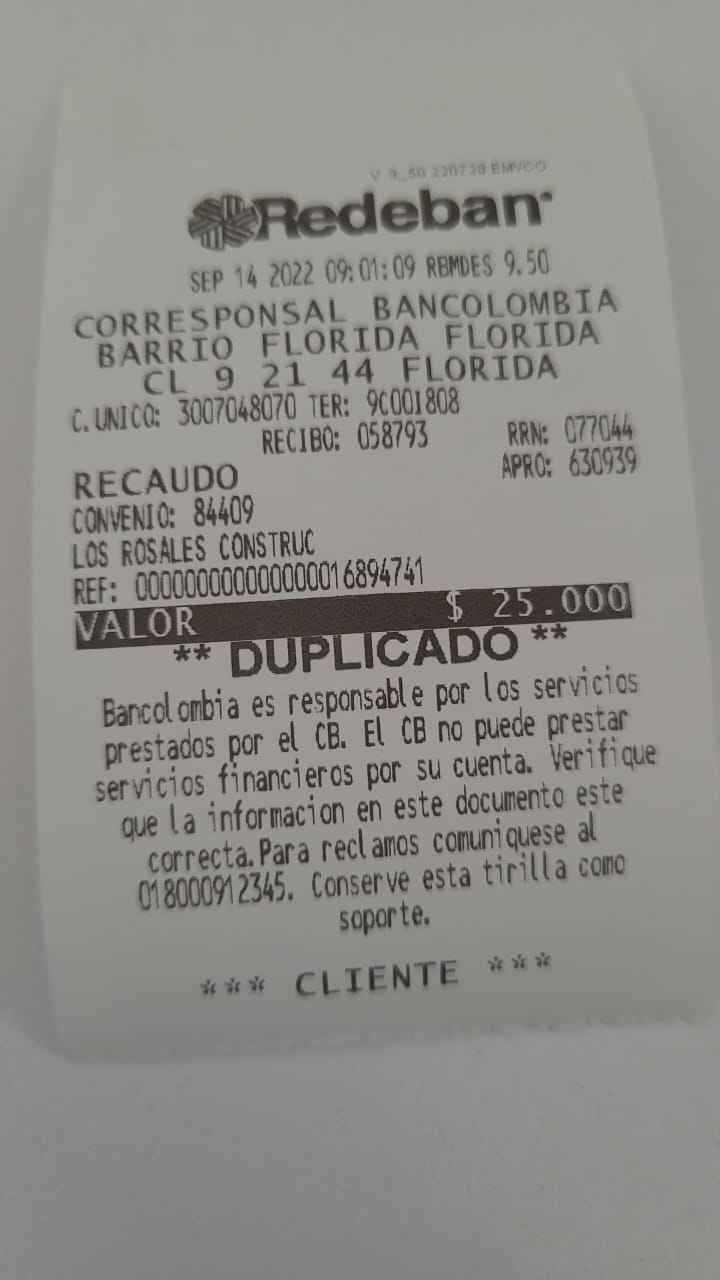 V 9_50 220728 EMVCO
Redeban
SEP 14 2022 09:01:09 RBMDES 9.50
CORRESPONSAL BANCOLOMBIA
BARRIO FLORIDA FLORIDA
CL 9 21 44 FLORIDA
C. UNICO: 3007048070 TER: 9C001808
RECIBO: 058793 RRN: 077044
RECAUDO APRO: 630939
CONVENIO: 84409
LOS ROSALES CONSTRUC
REF: 00000000000000016894741
VALOR $ 25.000
** DUPLICADO **
Bancolombia es responsable por los servicios
prestados por el CB. El CB no puede prestar
servicios financieros por su cuenta. Verifique
que la informacion en este documento este
correcta. Para reclamos comuniquese al
018000912345. Conserve esta tirilla como
soporte.
*** CLIENTE ***